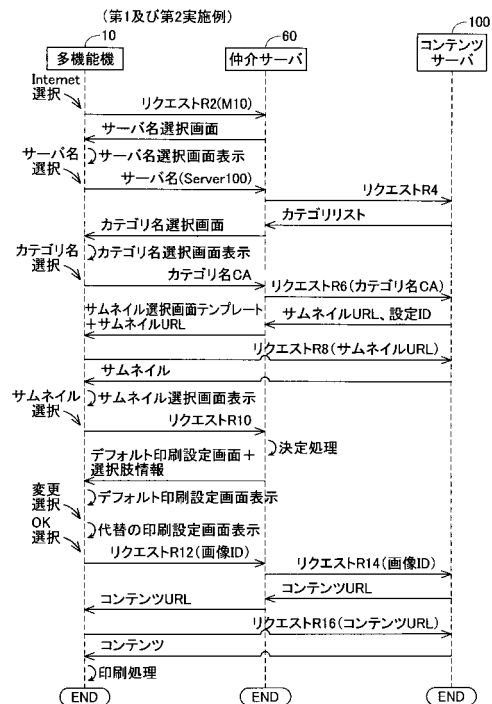 (第1及び第2実施例)
10
60
100
多機能機
仲介サーバ
コンテンツ
サーバ
Internet
選択
リクエストR2(M10)
サーバ名選択画面
サーバ名
選択
サーバ名選択画面表示
サーバ名(Server100)
リクエストR4
カテゴリリスト
カテゴリ名選択画面
カテゴリ名
選択
カテゴリ名選択画面表示
カテゴリ名CA
リクエストR6(カテゴリ名CA)
サムネイルURL、設定ID
サムネイル選択画面テンプレート
+サムネイルURL
リクエストR8(サムネイルURL)
サムネイル
サムネイル
選択
サムネイル選択画面表示
リクエストR10
決定処理
デフォルト印刷設定画面+
選択肢情報
変更
選択
デフォルト印刷設定画面表示
OK
選択
代替の印刷設定画面表示
リクエストR12(画像ID)
リクエストR14(画像ID)
コンテンツURL
コンテンツURL
リクエストR16(コンテンツURL)
コンテンツ
印刷処理
END
END
END